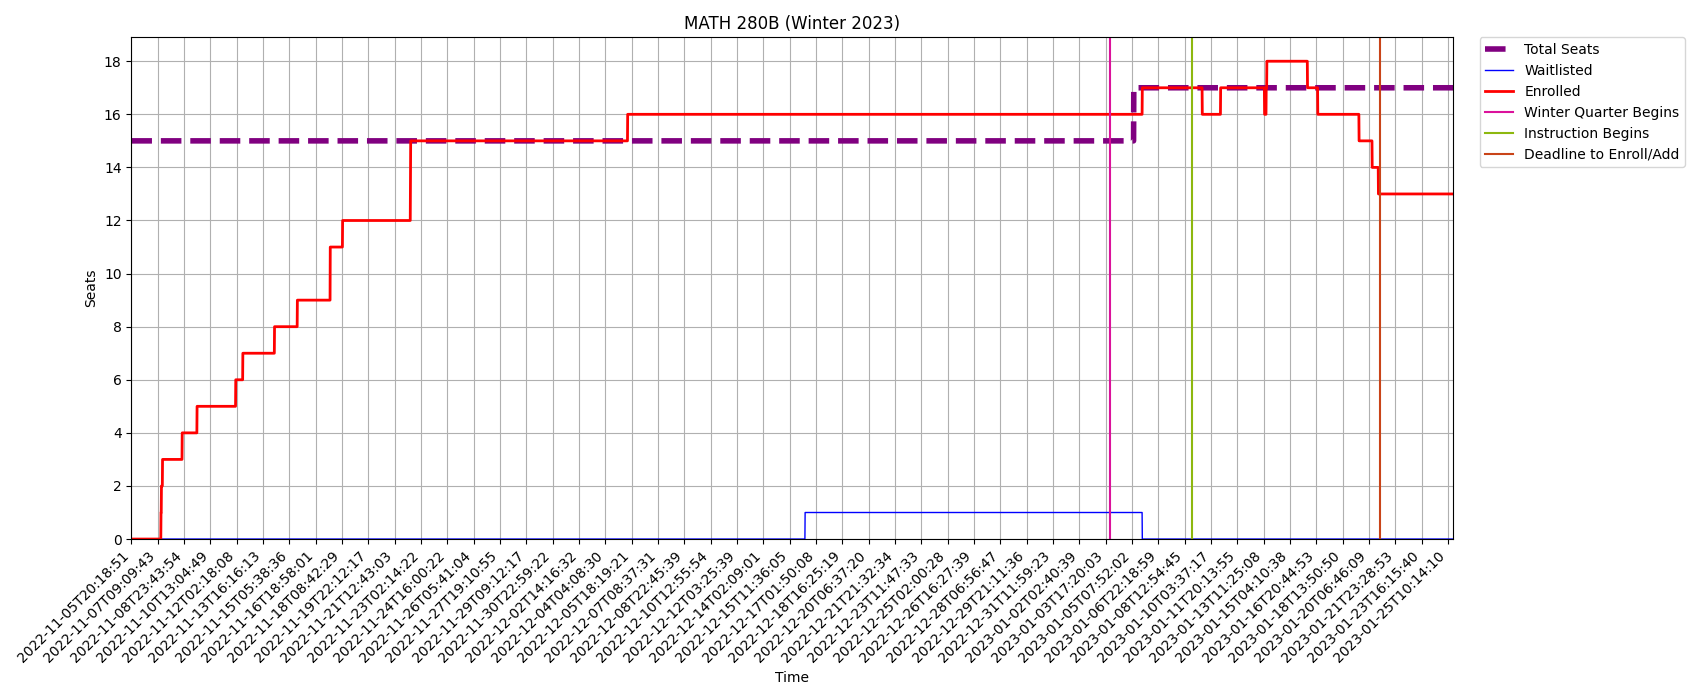 MATH 280B (Winter 2023)
Total Seats
Waitlisted
Enrolled
Winter Quarter Begins
Instruction Begins
Deadline to Enroll/Add
Seats
18
16
14
12
10
8
6
4
2
0
2022-11-05T20:18:51
2022-11-07T09:09:43
2022-11-08T23:43:54
2022-11-10T13:04:49
2022-11-12T02:18:08
2022-11-13T16:16:13
2022-11-15T05:38:36
2022-11-16T18:58:01
2022-11-18T08:42:29
2022-11-19T22:12:17
2022-11-21T12:43:03
2022-11-23T02:14:22
2022-11-24T16:00:22
2022-11-26T05:41:04
2022-11-27T19:10:55
2022-11-29T09:12:17
2022-11-30T22:59:22
2022-12-02T14:16:32
2022-12-04T04:08:30
2022-12-05T18:19:21
2022-12-07T08:37:31
2022-12-08T22:45:39
2022-12-10T12:55:54
2022-12-12T03:25:39
2022-12-14T02:09:01
2022-12-15T11:36:05
2022-12-17T01:50:08
2022-12-18T16:25:19
2022-12-20T06:37:20
2022-12-21T21:32:34
2022-12-23T11:47:33
2022-12-25T02:00:28
2022-12-26T16:27:39
2022-12-28T06:56:47
2022-12-29T21:11:36
2022-12-31T11:59:23
2023-01-02T02:40:39
2023-01-03T17:20:03
2023-01-05T07:52:02
2023-01-06T22:18:59
2023-01-08T12:54:45
2023-01-10T03:37:17
2023-01-11T20:13:55
2023-01-13T11:25:08
2023-01-15T04:10:38
2023-01-16T20:44:53
2023-01-18T13:50:50
2023-01-20T06:46:09
2023-01-21T23:28:53
2023-01-23T16:15:40
2023-01-25T10:14:10
Time